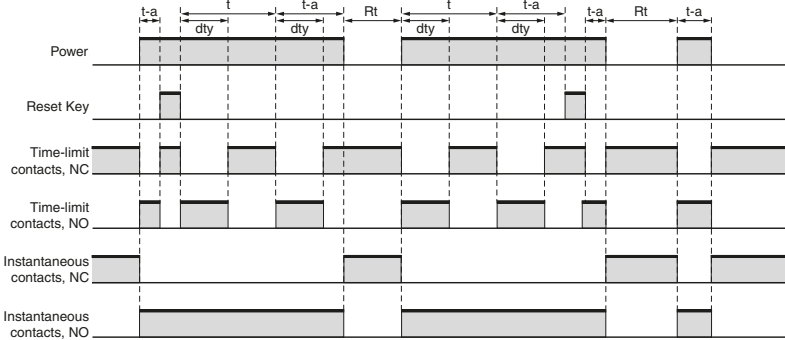 t-a t t-a Rt t t-a t-a Rt t-a
dty dty dty dty
Power
Reset Key
Time-limit
contacts, NC
Time-limit
contacts, NO
Instantaneous
contacts, NC
Instantaneous
contacts, NO